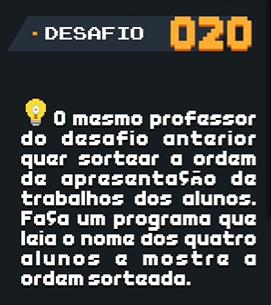 DESAFIO 020
O mesmo professor
do desafio anterior
quer sortear a ordem
de apresentação de
trabalhos dos alunos.
Faça um programa que
leia o nome dos quatro
alunos e mostre a
ordem sorteada.